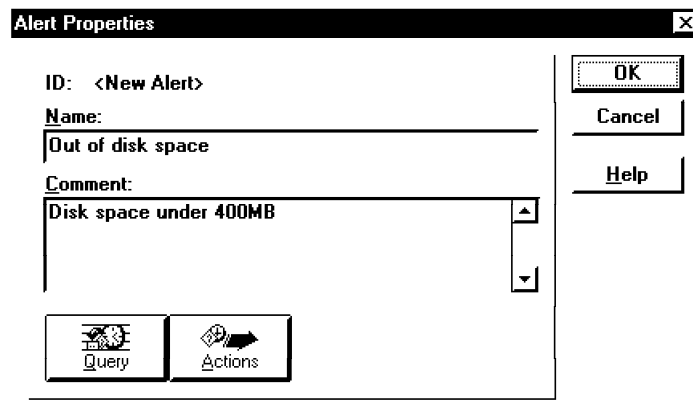 Alert Properties
ID: <New Alert>
Name:
Out of disk space
Comment:
Disk space under 400MB
Query
Actions
OK
Cancel
Help